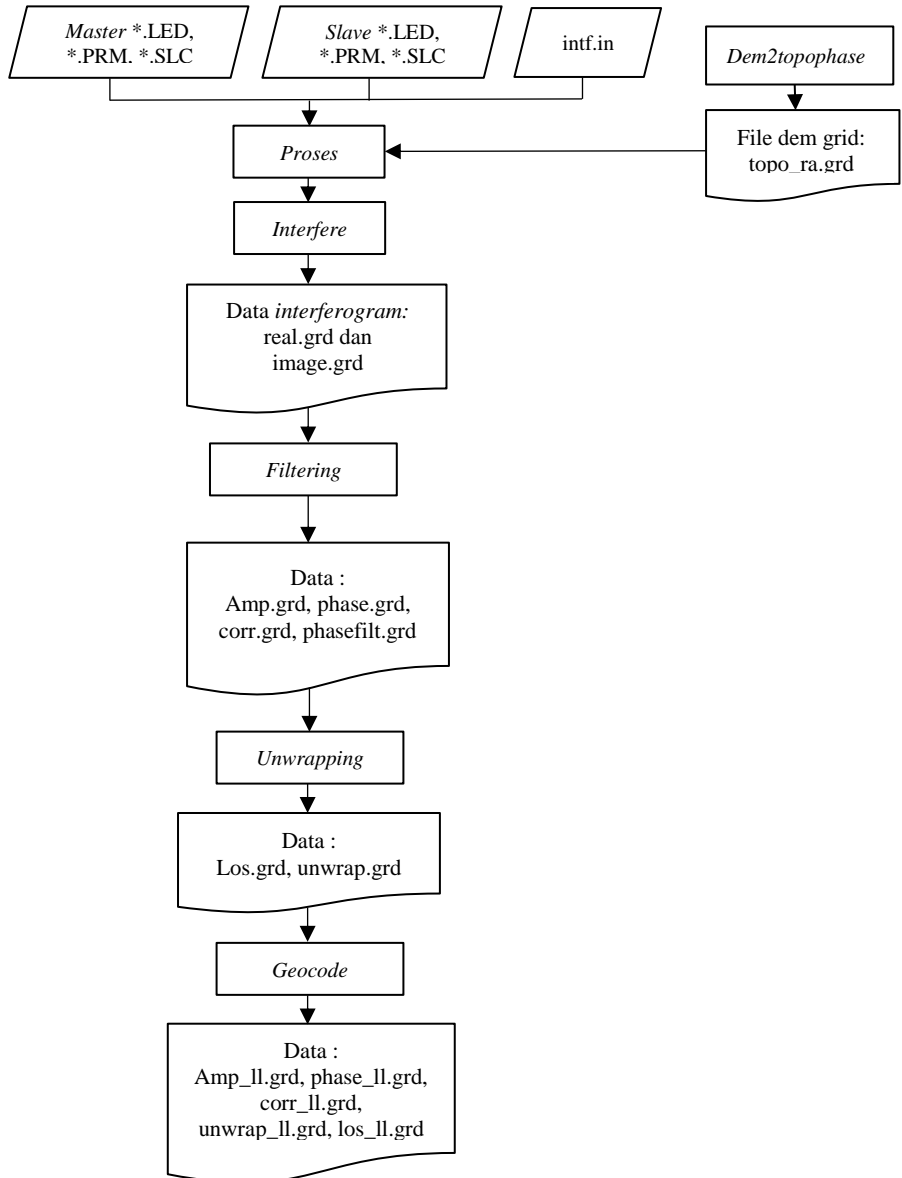 Master *.LED,
*.PRM, *.SLC
Slave *.LED,
*.PRM, *.SLC
intf.in
Dem2topophase
File dem grid:
topo_ra.grd
Proses
Interfere
Data interferogram:
real.grd dan
image.grd
Filtering
Data :
Amp.grd, phase.grd,
corr.grd, phasefilt.grd
Unwrapping
Data :
Los.grd, unwrap.grd
Geocode
Data :
Amp_ll.grd, phase_ll.grd,
corr_ll.grd,
unwrap_ll.grd, los_ll.grd